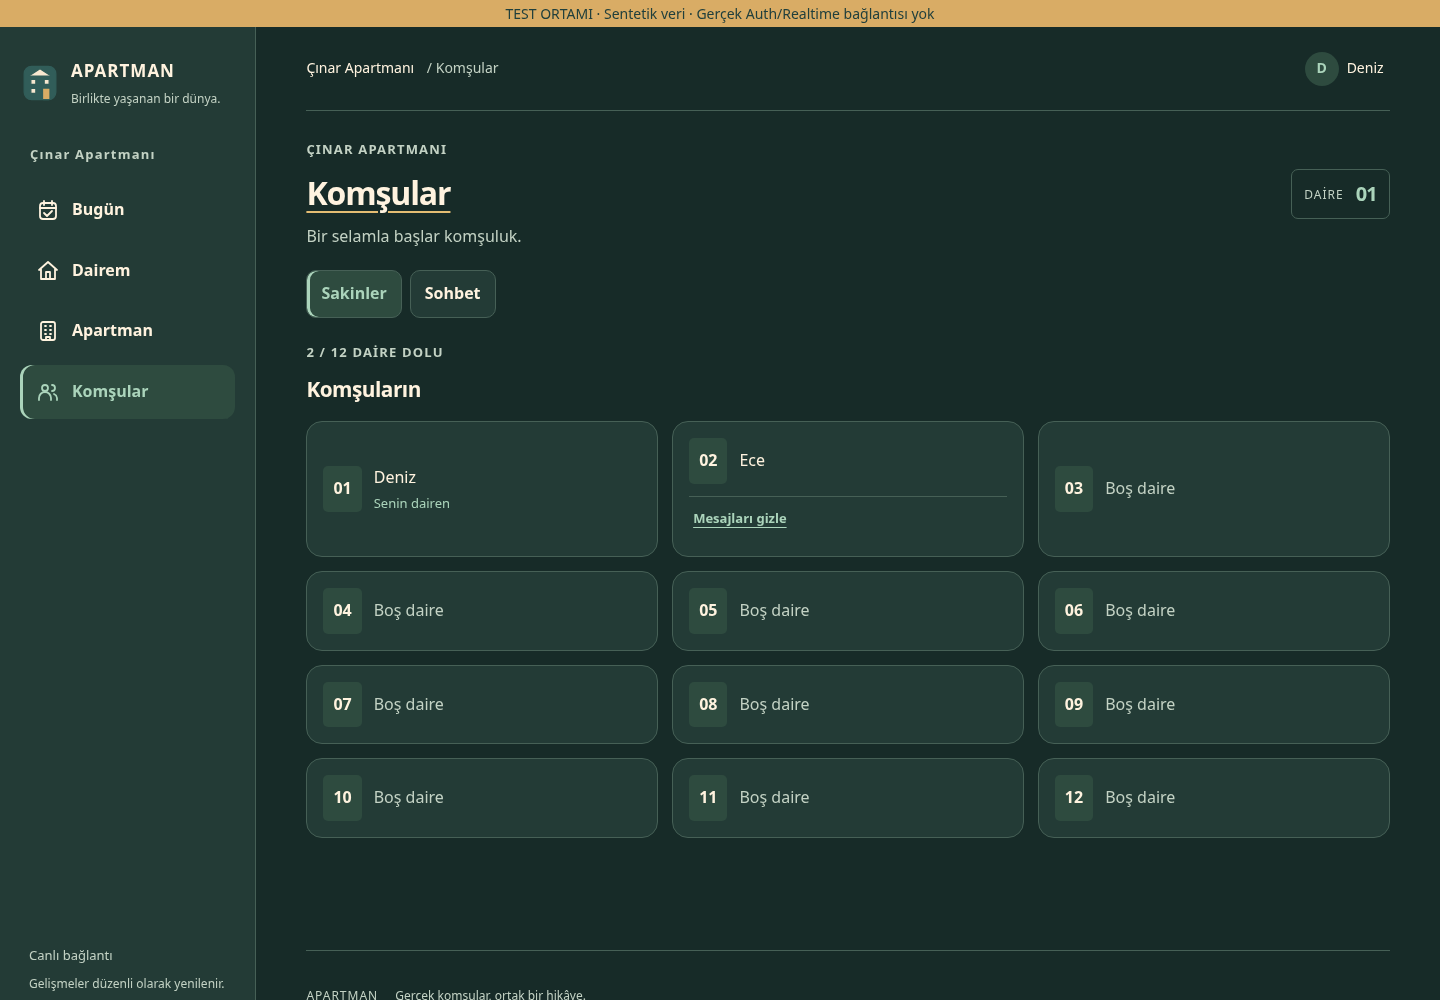 TEST ORTAMI · Sentetik veri · Gerçek Auth/Realtime bağlantısı yok
APARTMAN
Birlikte yaşanan bir dünya.
Çınar Apartmanı
Bugün
Dairem
Apartman
Komşular
Canlı bağlantı
Gelişmeler düzenli olarak yenilenir.
Çınar Apartmanı / Komşular
D Deniz
ÇINAR APARTMANI
Komşular
DAİRE 01
Bir selamla başlar komşuluk.
Sakinler Sohbet
2 / 12 DAİRE DOLU
Komşuların
01 Deniz
Senin dairen
02 Ece
Mesajları gizle
03 Boş daire
04 Boş daire
05 Boş daire
06 Boş daire
07 Boş daire
08 Boş daire
09 Boş daire
10 Boş daire
11 Boş daire
12 Boş daire
APARTMAN Gerçek komşular, ortak bir hikâye.